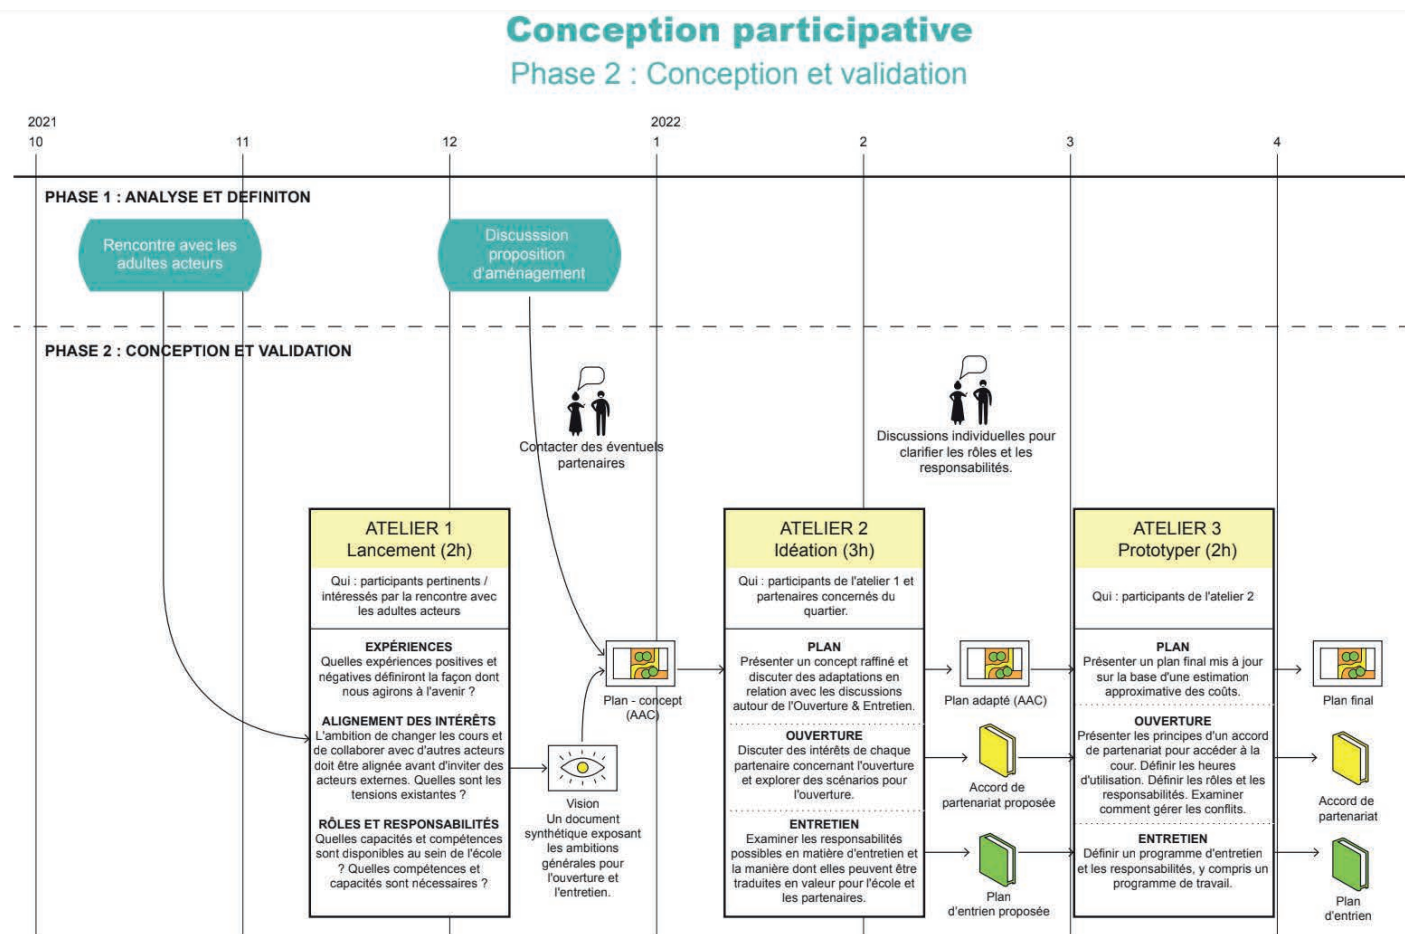 Conception participative
Phase 2 : Conception et validation
2021
2022
10
11
12
1
2
3
4
PHASE 1 : ANALYSE ET DEFINITON
Rencontre avec les
adultes acteurs
Discusssion
proposition
d'aménagement
PHASE 2 : CONCEPTION ET VALIDATION
Contacter des éventuels
partenaires
Discussions individuelles pour
clarifier les rôles et les
responsabilités.
ATELIER 1
Lancement (2h)
Qui : participants pertinents /
intéressés par la rencontre avec
les adultes acteurs
EXPÉRIENCES
Quelles expériences positives et
négatives définiront la façon dont
nous agirons à l'avenir ?
ALIGNEMENT DES INTÉRÊTS
L'ambition de changer les cours et
de collaborer avec d'autres acteurs
doit être alignée avant d'inviter des
acteurs externes. Quelles sont les
tensions existantes ?
RÔLES ET RESPONSABILITÉS
Quelles capacités et compétences
sont disponibles au sein de l'école
? Quelles compétences et
capacités sont nécessaires ?
Plan - concept
(AAC)
Vision
Un document
synthétique exposant
les ambitions
générales pour
l'ouverture et
l'entretien.
ATELIER 2
Idéation (3h)
Qui : participants de l'atelier 1 et
partenaires concernés du
quartier.
PLAN
Présenter un concept raffiné et
discuter des adaptations en
relation avec les discussions
autour de l'Ouverture & Entretien.
OUVERTURE
Discuter des intérêts de chaque
partenaire concernant l'ouverture
et explorer des scénarios pour
l'ouverture.
ENTRETIEN
Examiner les responsabilités
possibles en matière d'entretien et
la manière dont elles peuvent être
traduites en valeur pour l'école et
les partenaires.
Plan adapté (AAC)
Accord de
partenariat proposée
Plan
d'entrien proposée
ATELIER 3
Prototyper (2h)
Qui : participants de l'atelier 2
PLAN
Présenter un plan final mis à jour
sur la base d'une estimation
approximative des coûts.
OUVERTURE
Présenter les principes d'un accord
de partenariat pour accéder à la
cour. Définir les heures
d'utilisation. Définir les rôles et les
responsabilités. Examiner
comment gérer les conflits.
ENTRETIEN
Définir un programme d'entretien
et les responsabilités, y compris un
programme de travail.
Plan final
Accord de
partenariat
Plan
d'entrien